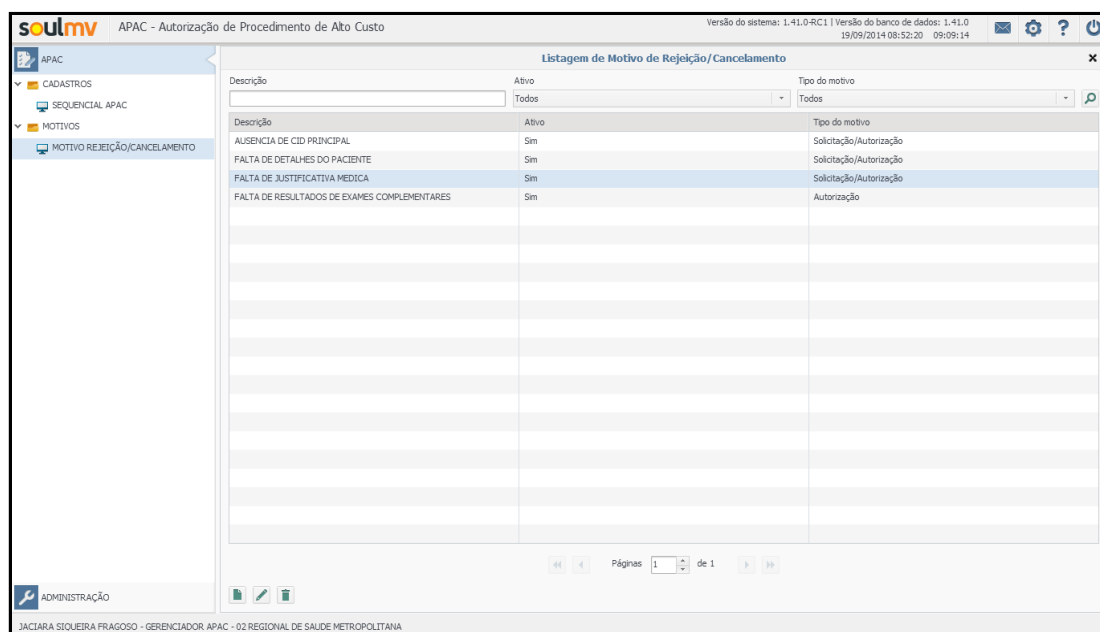 soulmv
APAC - Autorização de Procedimento de Alto Custo
Versão do sistema: 1.41.0-RC1 | Versão do banco de dados: 1.41.0
19/09/2014 08:52:20 09:09:14
APAC
CADASTROS
SEQUENCIAL APAC
MOTIVOS
MOTIVO REJEIÇÃO/CANCELAMENTO
Listagem de Motivo de Rejeição/Cancelamento
Descrição Ativo Tipo do motivo
Todos Todos
Descrição Ativo Tipo do motivo
AUSENCIA DE CID PRINCIPAL Sim Solicitação/Autorização
FALTA DE DETALHES DO PACIENTE Sim Solicitação/Autorização
FALTA DE JUSTIFICATIVA MEDICA Sim Solicitação/Autorização
FALTA DE RESULTADOS DE EXAMES COMPLEMENTARES Sim Autorização
Páginas 1 de 1
ADMINISTRAÇÃO
JACIARA SIQUEIRA FRAGOSO - GERENCIADOR APAC - 02 REGIONAL DE SAUDE METROPOLITANA